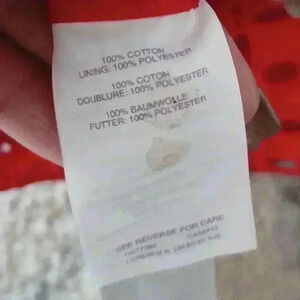 100% COTTON
LINING: 100% POLYESTER
100% COTON
DOUBLURE: 100% POLYESTER
100% BAUMWOLLE
FUTTER: 100% POLYESTER
SEE REVERSE FOR CARE